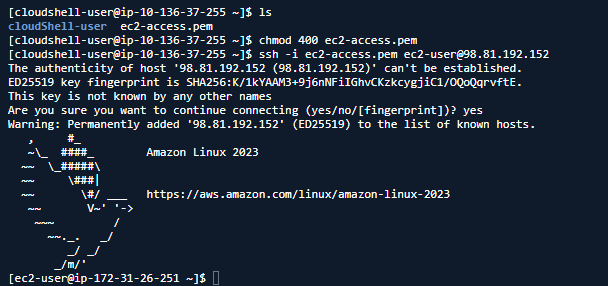 [cloudshell-user@ip-10-136-37-255 ~]$ ls
cloudShell-user  ec2-access.pem
[cloudshell-user@ip-10-136-37-255 ~]$ chmod 400 ec2-access.pem
[cloudshell-user@ip-10-136-37-255 ~]$ ssh -i ec2-access.pem ec2-user@98.81.192.152
The authenticity of host '98.81.192.152 (98.81.192.152)' can't be established.
ED25519 key fingerprint is SHA256:K/1kYAAM3+9j6nNFiIGhvCKzkcygjiC1/OQoQqrvftE.
This key is not known by any other names
Are you sure you want to continue connecting (yes/no/[fingerprint])? yes
Warning: Permanently added '98.81.192.152' (ED25519) to the list of known hosts.
   ,     #_
   ~\_  ####_        Amazon Linux 2023
  ~~  \_#####\
  ~~     \###|
  ~~       \#/ ___   https://aws.amazon.com/linux/amazon-linux-2023
   ~~       V~' '->
    ~~~         /
      ~~._.   _/
         _/ _/
       _/m/'
[ec2-user@ip-172-31-26-251 ~]$